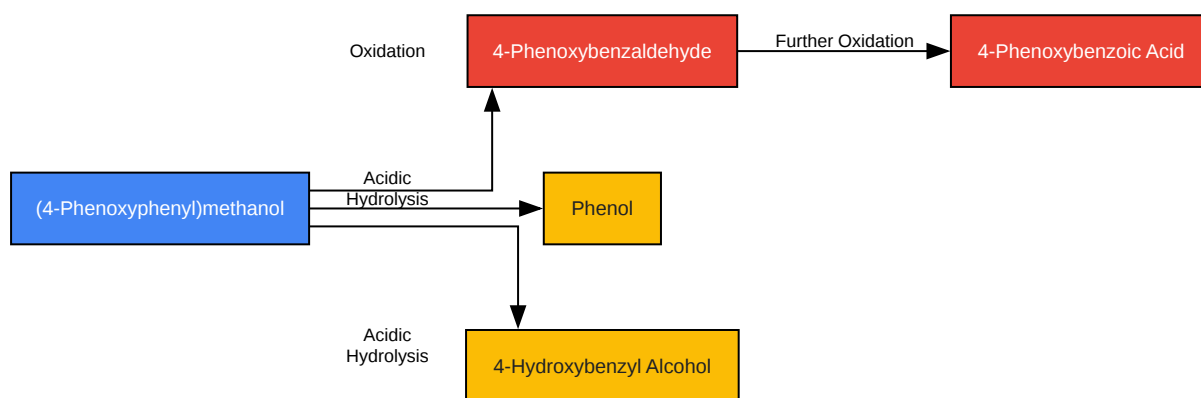 Oxidation
4-Phenoxybenzaldehyde
Further Oxidation
4-Phenoxybenzoic Acid
(4-Phenoxyphenyl)methanol
Acidic
Hydrolysis
Phenol
Acidic
Hydrolysis
4-Hydroxybenzyl Alcohol